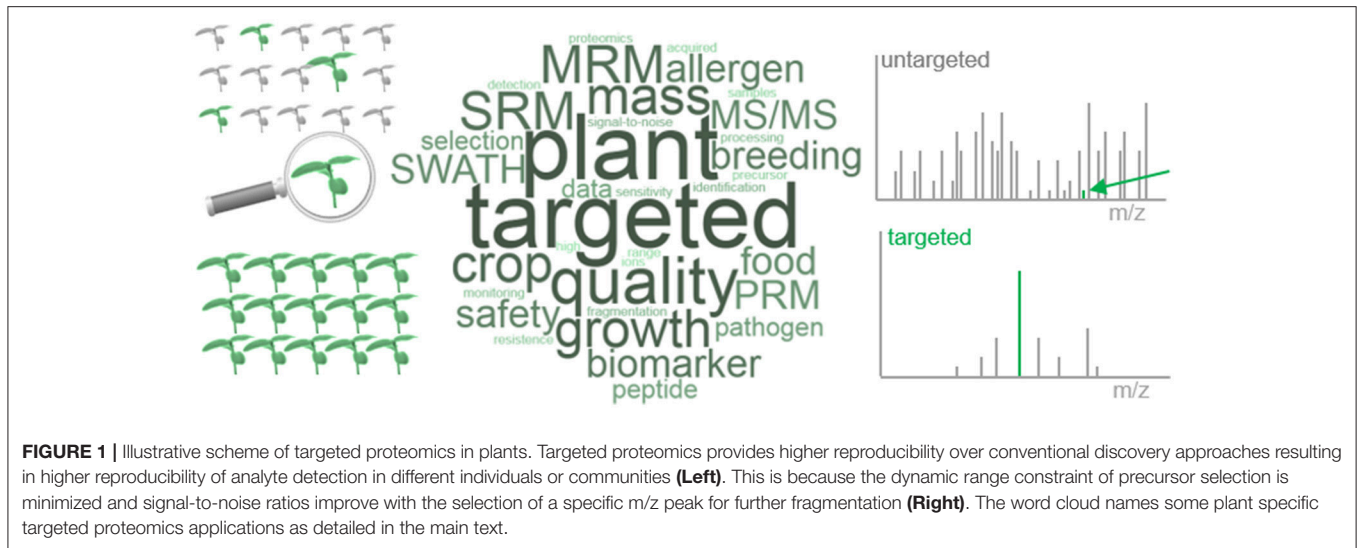 proteomics
acquired
MRM allergen
detection
mass
samples
SRM
MS/MS
signal-to-noise
selection
plant
processing
breeding
SWATH
precursor
data
sensitivity
identification
targeted
high
range
crop
ions
food
quality
monitoring
PRM
safety
fragmentation
growth
pathogen
resistence
biomarker
peptide
untargeted
m/z
targeted
m/z
FIGURE 1 | Illustrative scheme of targeted proteomics in plants. Targeted proteomics provides higher reproducibility over conventional discovery approaches resulting
in higher reproducibility of analyte detection in different individuals or communities (Left). This is because the dynamic range constraint of precursor selection is
minimized and signal-to-noise ratios improve with the selection of a specific m/z peak for further fragmentation (Right). The word cloud names some plant specific
targeted proteomics applications as detailed in the main text.